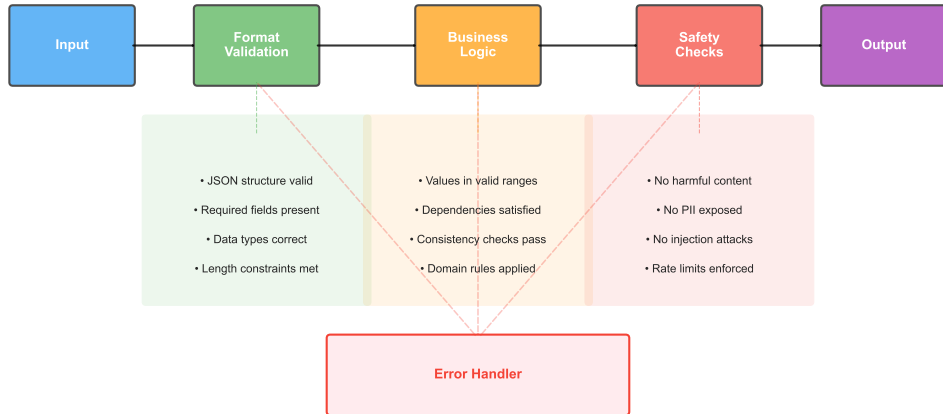 Input
Format
Validation
Business
Logic
Safety
Checks
Output
• JSON structure valid
• Required fields present
• Data types correct
• Length constraints met
• Values in valid ranges
• Dependencies satisfied
• Consistency checks pass
• Domain rules applied
• No harmful content
• No PII exposed
• No injection attacks
• Rate limits enforced
Error Handler